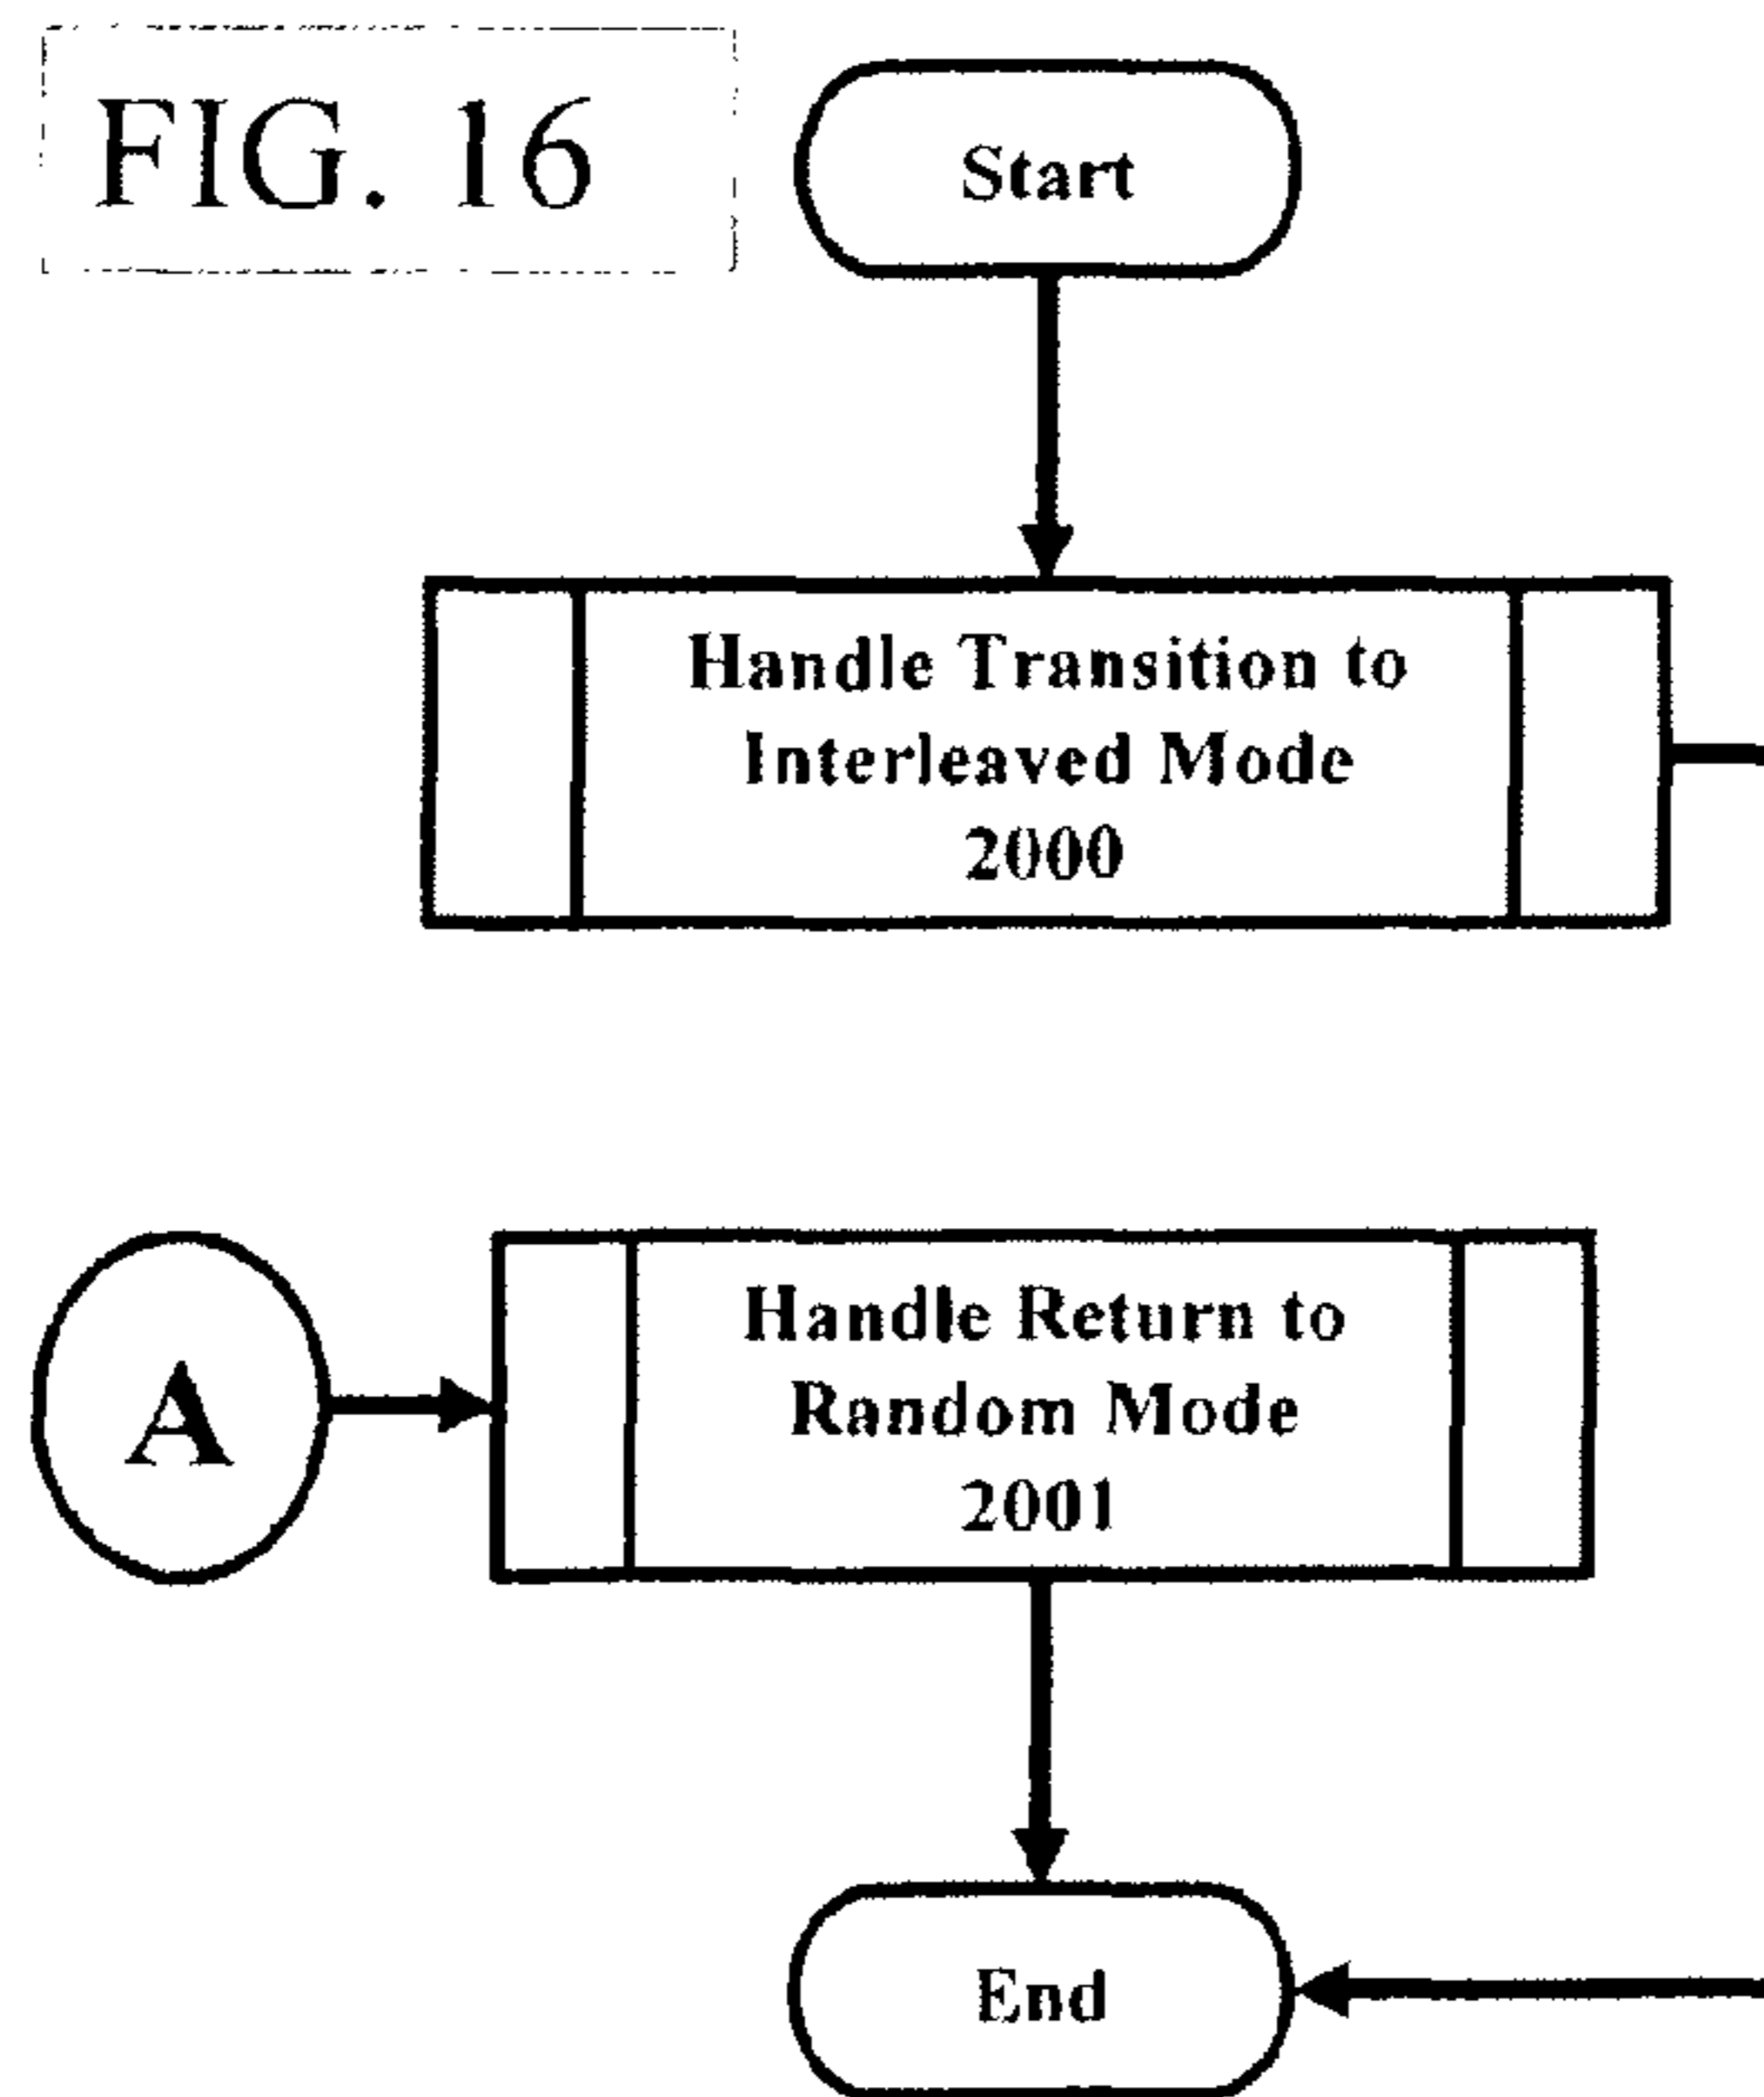 FIG. 16
Start
Handle Transition to
Interleaved Mode
2000
A
Handle Return to
Random Mode
2001
End